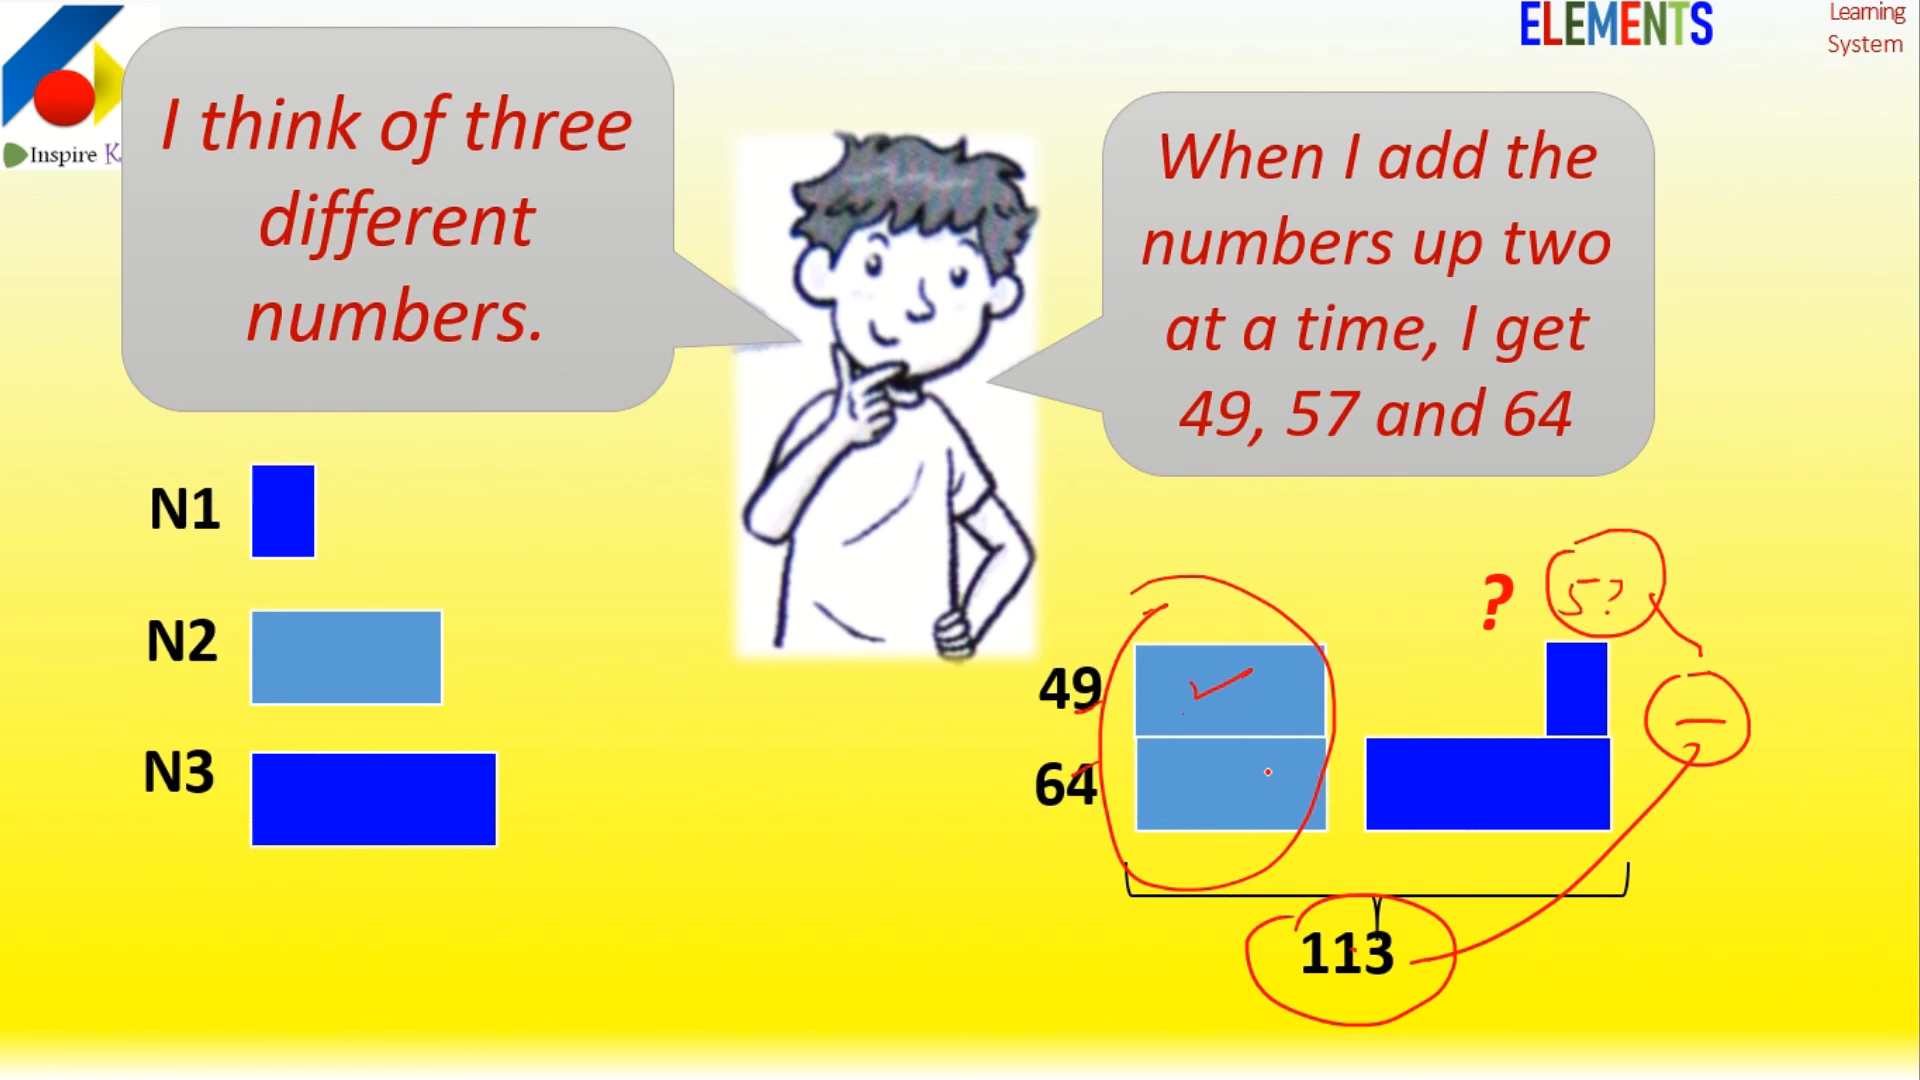 ELEMENTS
Learning
System
Inspire K
I think of three
different
numbers.
When I add the
numbers up two
at a time, I get
49, 57 and 64
N1
N2
N3
?
49
64
113